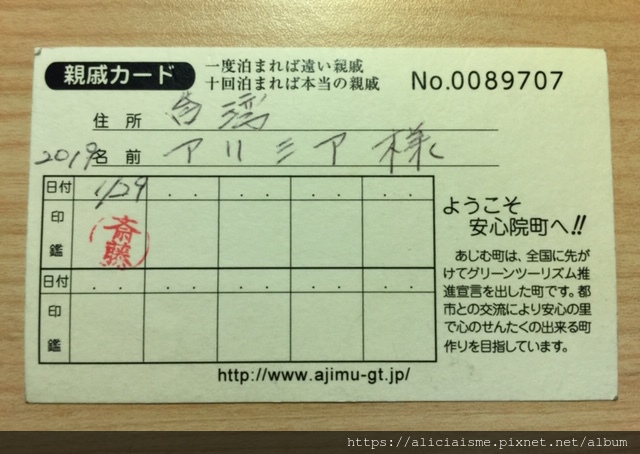 親戚カード
一度泊まれば遠い親戚
十回泊まれば本当の親戚
No.0089707
住所 台湾
2019 名前 アリシア 様
日付 1/29 . . . . . . . .
印鑑 斎藤
日付 . . . . . . . . . .
印鑑
ようこそ
安心院町へ!!
あじむ町は、全国に先が
けてグリーンツーリズム推
進宣言を出した町です。都
市との交流により安心の里
で心のせんたくの出来る町
作りを目指しています。
http://www.ajimu-gt.jp/
https://aliciaisme.pixnet.net/album